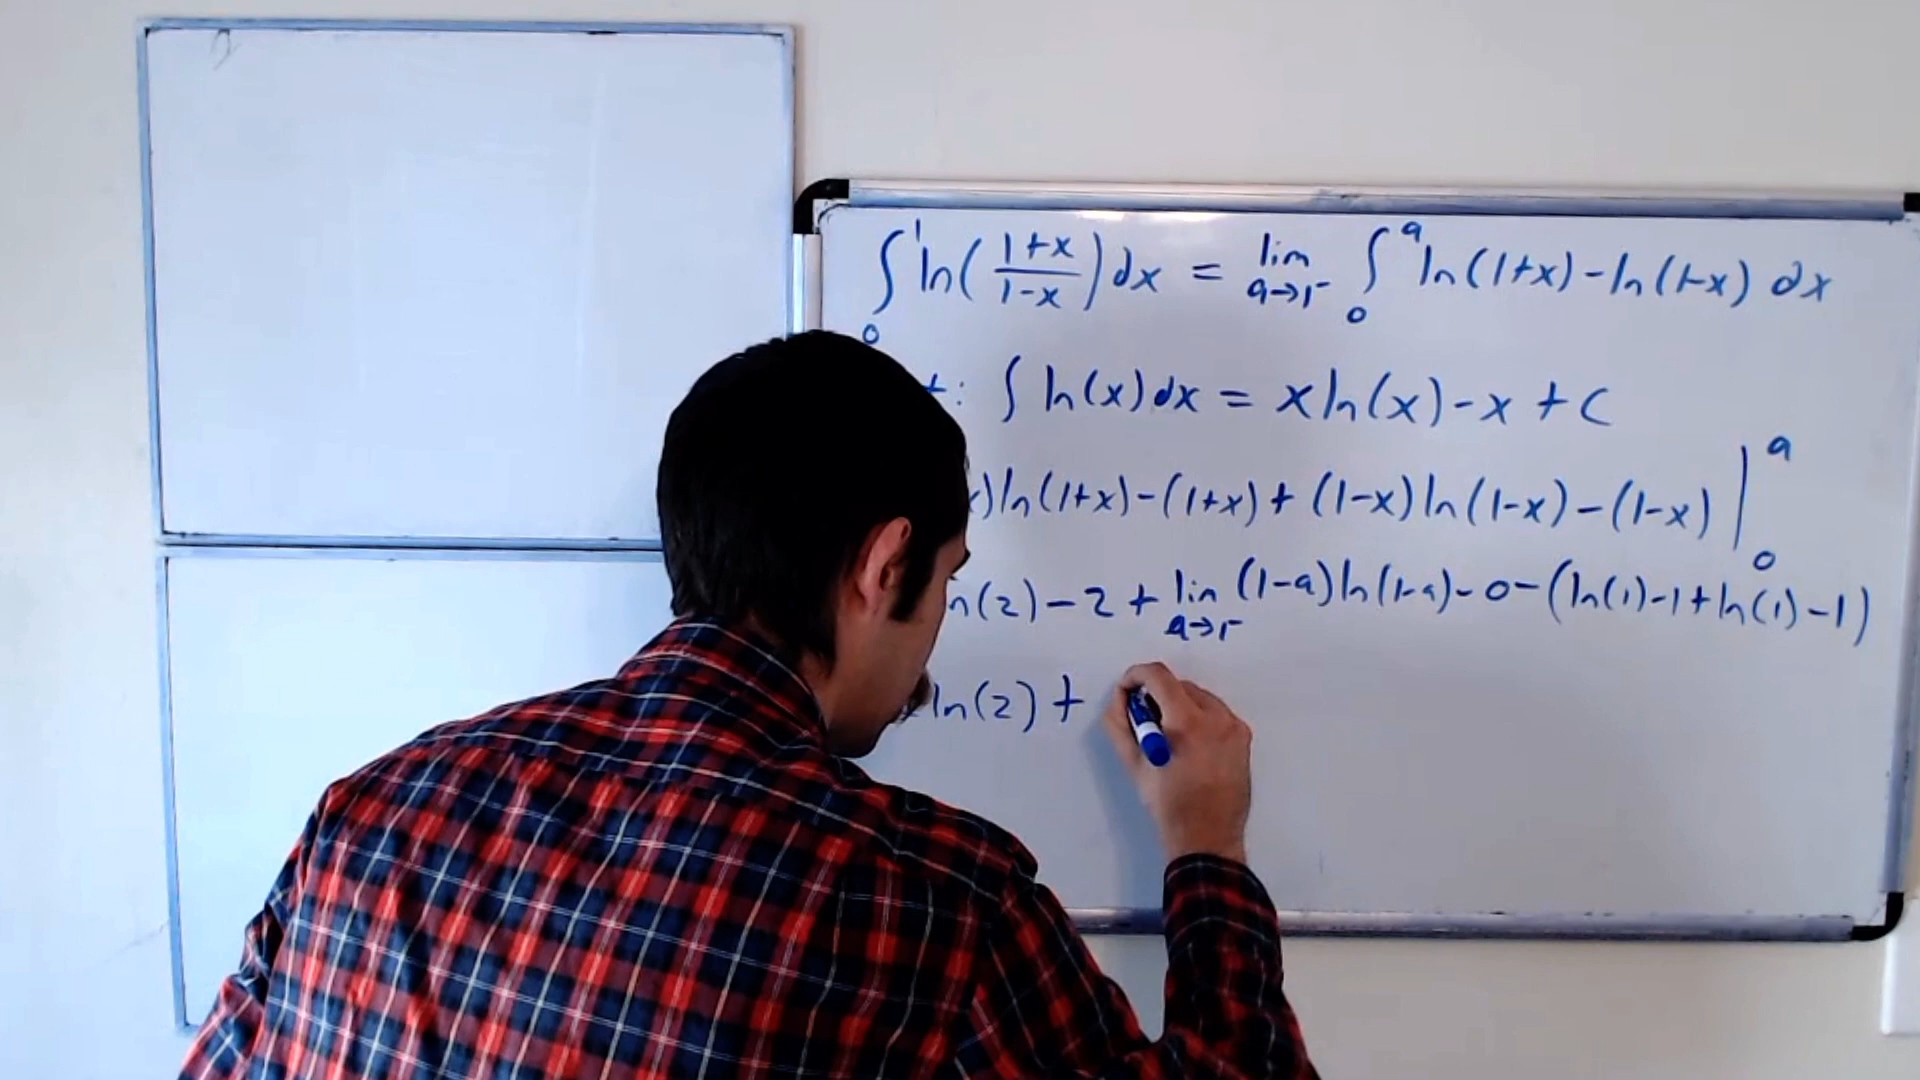 ∫₀¹ ln((1+x)/(1-x)) dx = lim a→1⁻ ∫₀ᵃ ln(1+x) - ln(1-x) dx
: ∫ ln(x) dx = x ln(x) - x + C
) ln(1+x) - (1+x) + (1-x) ln(1-x) - (1-x) |₀ᵃ
n(2) - 2 + lim a→1⁻ (1-a) ln(1-a) - 0 - (ln(1) - 1 + ln(1) - 1)
ln(2) +